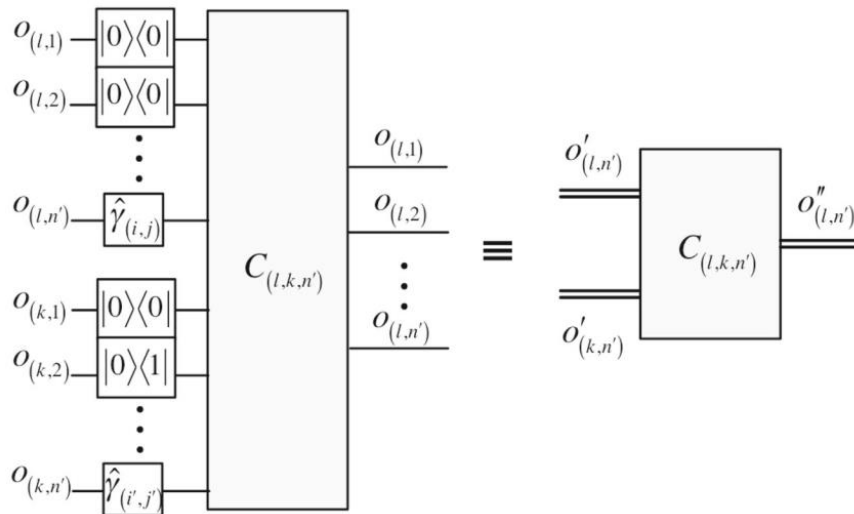 o_(l,1) |0⟩⟨0|
o_(l,2) |0⟩⟨0|
o_(l,n′) γ̂_(i,j)
o_(k,1) |0⟩⟨0|
o_(k,2) |0⟩⟨1|
o_(k,n′) γ̂_(i′,j′)
C_(l,k,n′)
o_(l,1)
o_(l,2)
o_(l,n′)
≡
o′_(l,n′)
o′_(k,n′)
C_(l,k,n′)
o″_(l,n′)